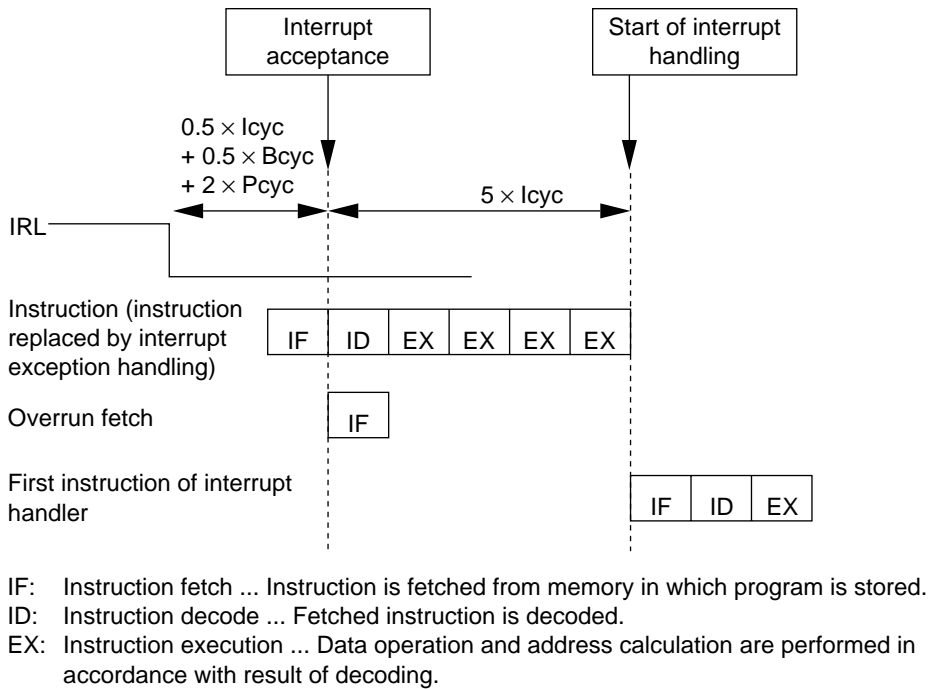 Interrupt
acceptance
Start of interrupt
handling
0.5 × Icyc
+ 0.5 × Bcyc
+ 2 × Pcyc
5 × Icyc
IRL
Instruction (instruction
replaced by interrupt
exception handling)
IF ID EX EX EX EX
Overrun fetch
IF
First instruction of interrupt
handler
IF ID EX
IF: Instruction fetch ... Instruction is fetched from memory in which program is stored.
ID: Instruction decode ... Fetched instruction is decoded.
EX: Instruction execution ... Data operation and address calculation are performed in
accordance with result of decoding.